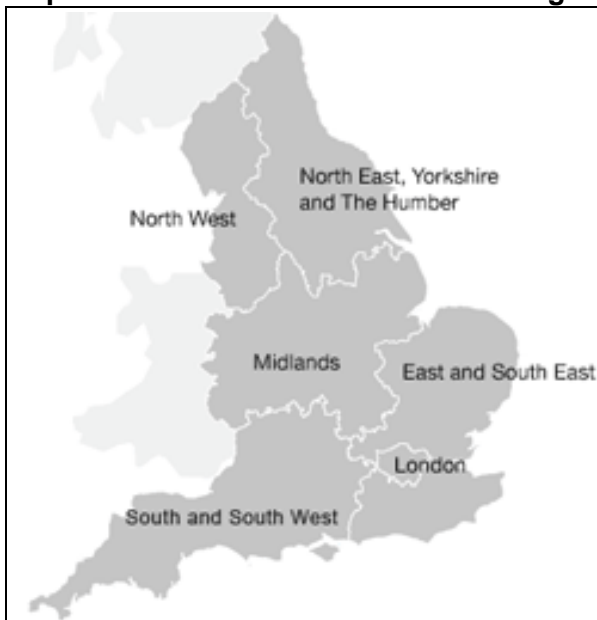 North East, Yorkshire
and The Humber
North West
Midlands
East and South East
London
South and South West